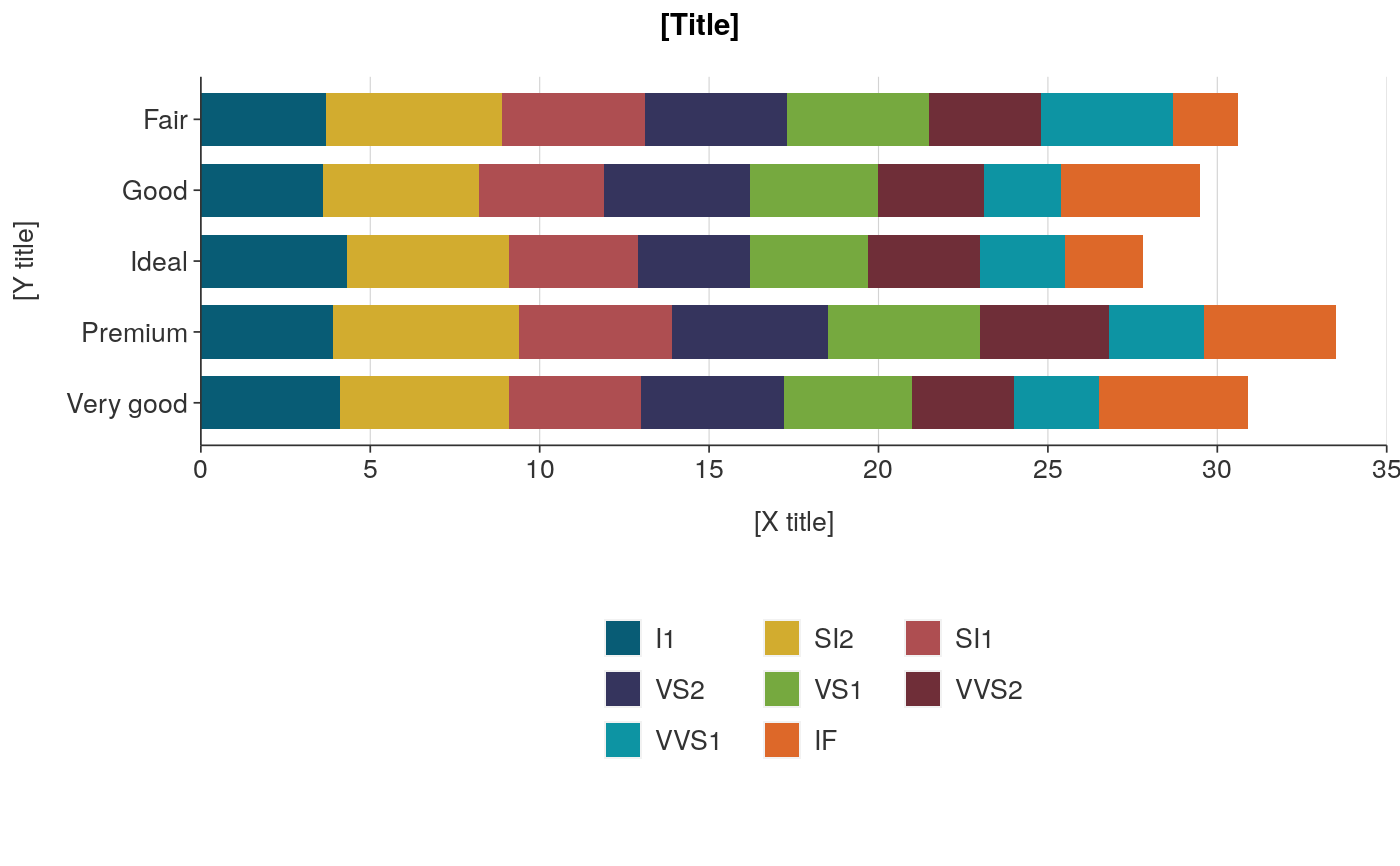 [Title]
Fair
Good
Ideal
Premium
Very good
[Y title]
0 5 10 15 20 25 30 35
[X title]
I1 SI2 SI1
VS2 VS1 VVS2
VVS1 IF